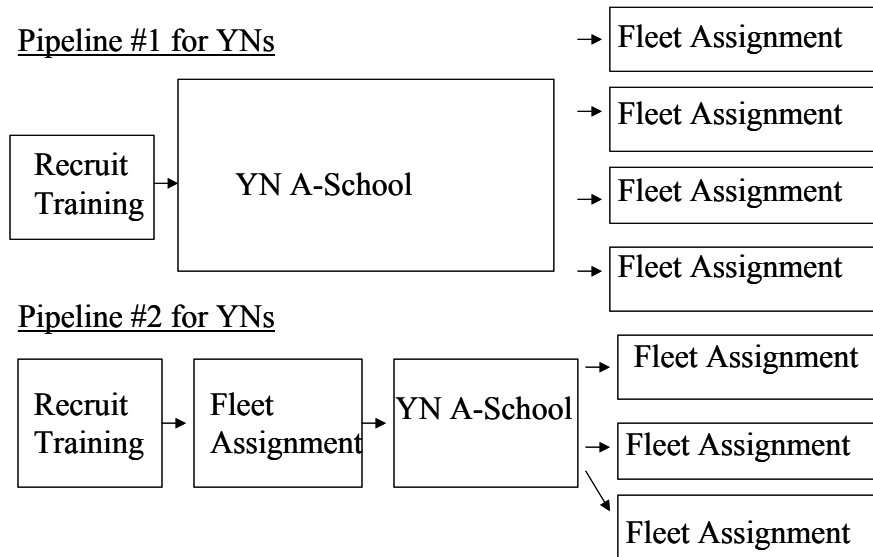 Pipeline #1 for YNs
Recruit
Training
YN A-School
Fleet Assignment
Fleet Assignment
Fleet Assignment
Fleet Assignment
Pipeline #2 for YNs
Recruit
Training
Fleet
Assignment
YN A-School
Fleet Assignment
Fleet Assignment
Fleet Assignment